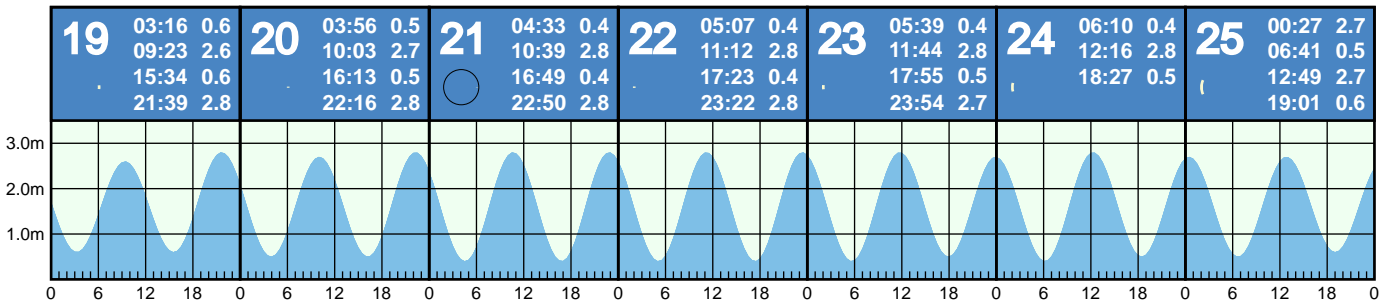 19 03:16 0.6 20 03:56 0.5 21 04:33 0.4 22 05:07 0.4 23 05:39 0.4 24 06:10 0.4 25 00:27 2.7
09:23 2.6 10:03 2.7 10:39 2.8 11:12 2.8 11:44 2.8 12:16 2.8 06:41 0.5
15:34 0.6 16:13 0.5 16:49 0.4 17:23 0.4 17:55 0.5 18:27 0.5 12:49 2.7
21:39 2.8 22:16 2.8 22:50 2.8 23:22 2.8 23:54 2.7 19:01 0.6
3.0m
2.0m
1.0m
0 6 12 18 0 6 12 18 0 6 12 18 0 6 12 18 0 6 12 18 0 6 12 18 0 6 12 18 0